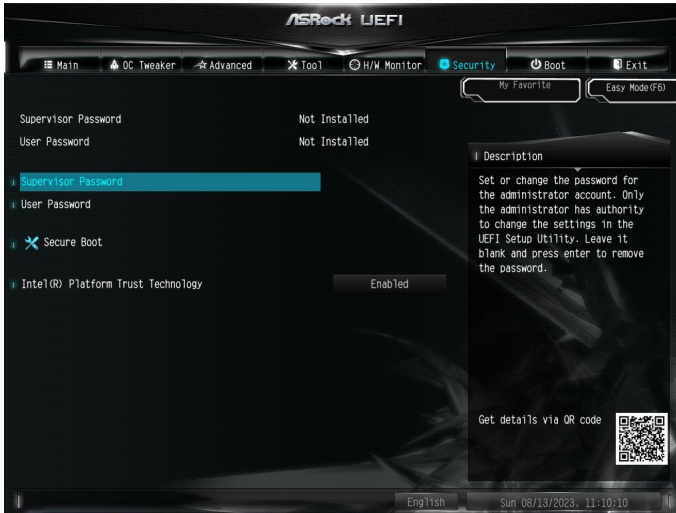 ASRock UEFI
Main OC Tweaker Advanced Tool H/W Monitor Security Boot Exit
My Favorite Easy Mode(F6)
Supervisor Password Not Installed
User Password Not Installed
Description
Supervisor Password
User Password
Secure Boot
Intel(R) Platform Trust Technology Enabled
Set or change the password for
the administrator account. Only
the administrator has authority
to change the settings in the
UEFI Setup Utility. Leave it
blank and press enter to remove
the password.
Get details via QR code
English Sun 08/13/2023. 11:10:10